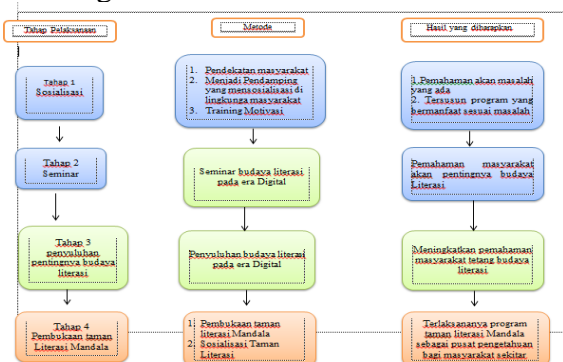 Tahap Pelaksanaan
Metode
Hasil yang diharapkan
Tahap 1
Sosialisasi
1. Pendekatan masyarakat
2. Menjadi Pendamping
yang mensosialisasi di
lingkunga masyarakat
3. Training Motivasi
1.Pemahaman akan masalah
yang ada
2. Tersusun program yang
bermanfaat sesuai masalah
Tahap 2
Seminar
Seminar budaya literasi
pada era Digital
Pemahaman masyarakat
akan pentingnya budaya
Literasi
Tahap 3
penyuluhan
pentingnya budaya
literasi
Penyuluhan budaya literasi
pada era Digital
Meningkatkan pemahaman
masyarakat tetang budaya
literasi
Tahap 4
Pembukaan taman
Literasi Mandala
1. Pembukaan taman
literasi Mandala
2. Sosialisasi Taman
Literasi
Terlaksananya program
taman literasi Mandala
sebagai pusat pengetahuan
bagi masyarakat sekitar